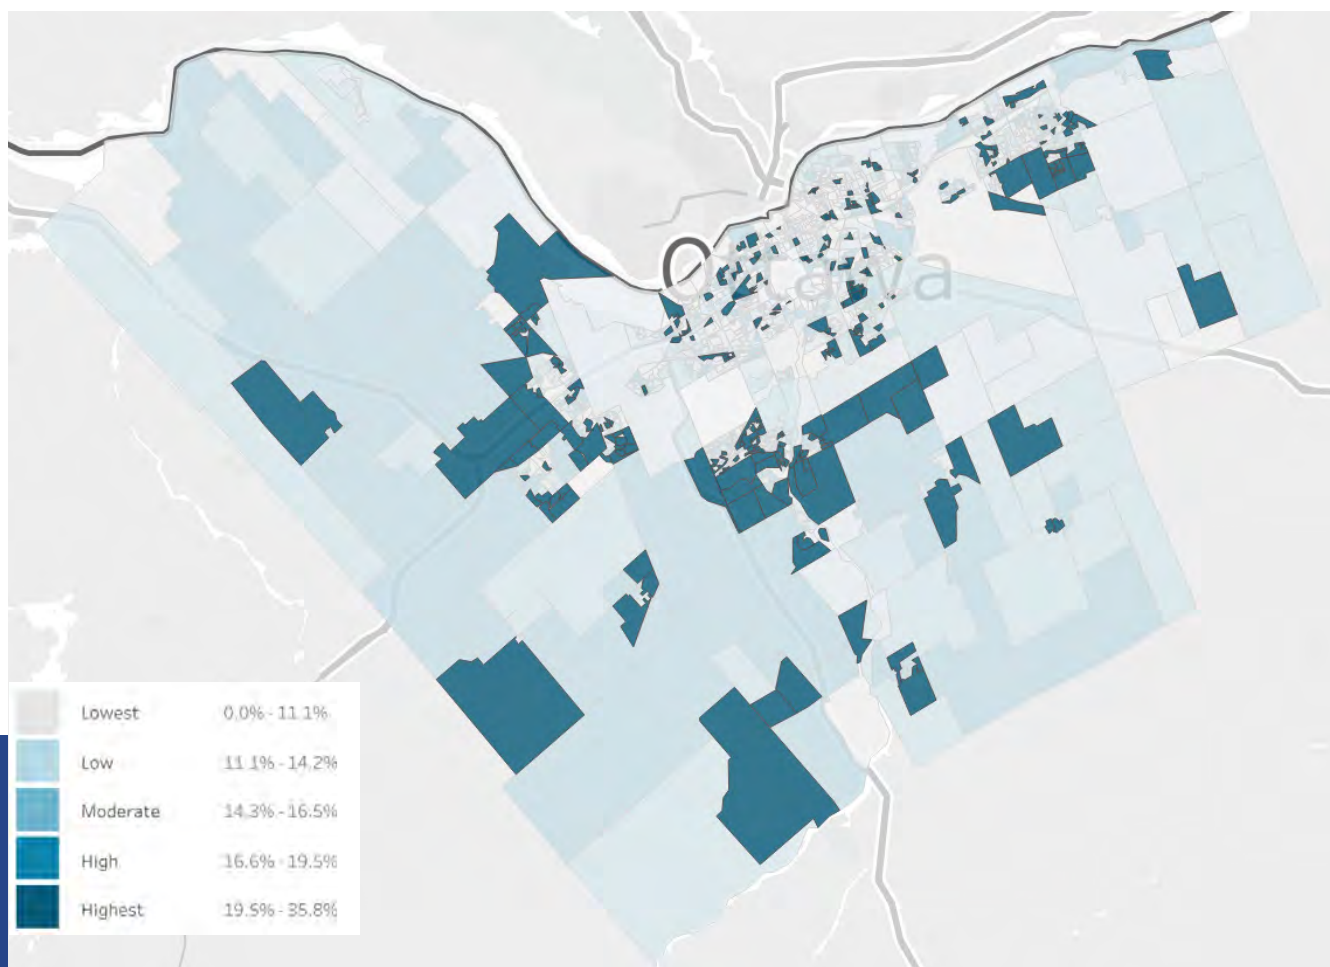 Ottawa
Lowest 0.0% - 11.1%
Low 11.1% - 14.2%
Moderate 14.3% - 16.5%
High 16.6% - 19.5%
Highest 19.5% - 35.8%